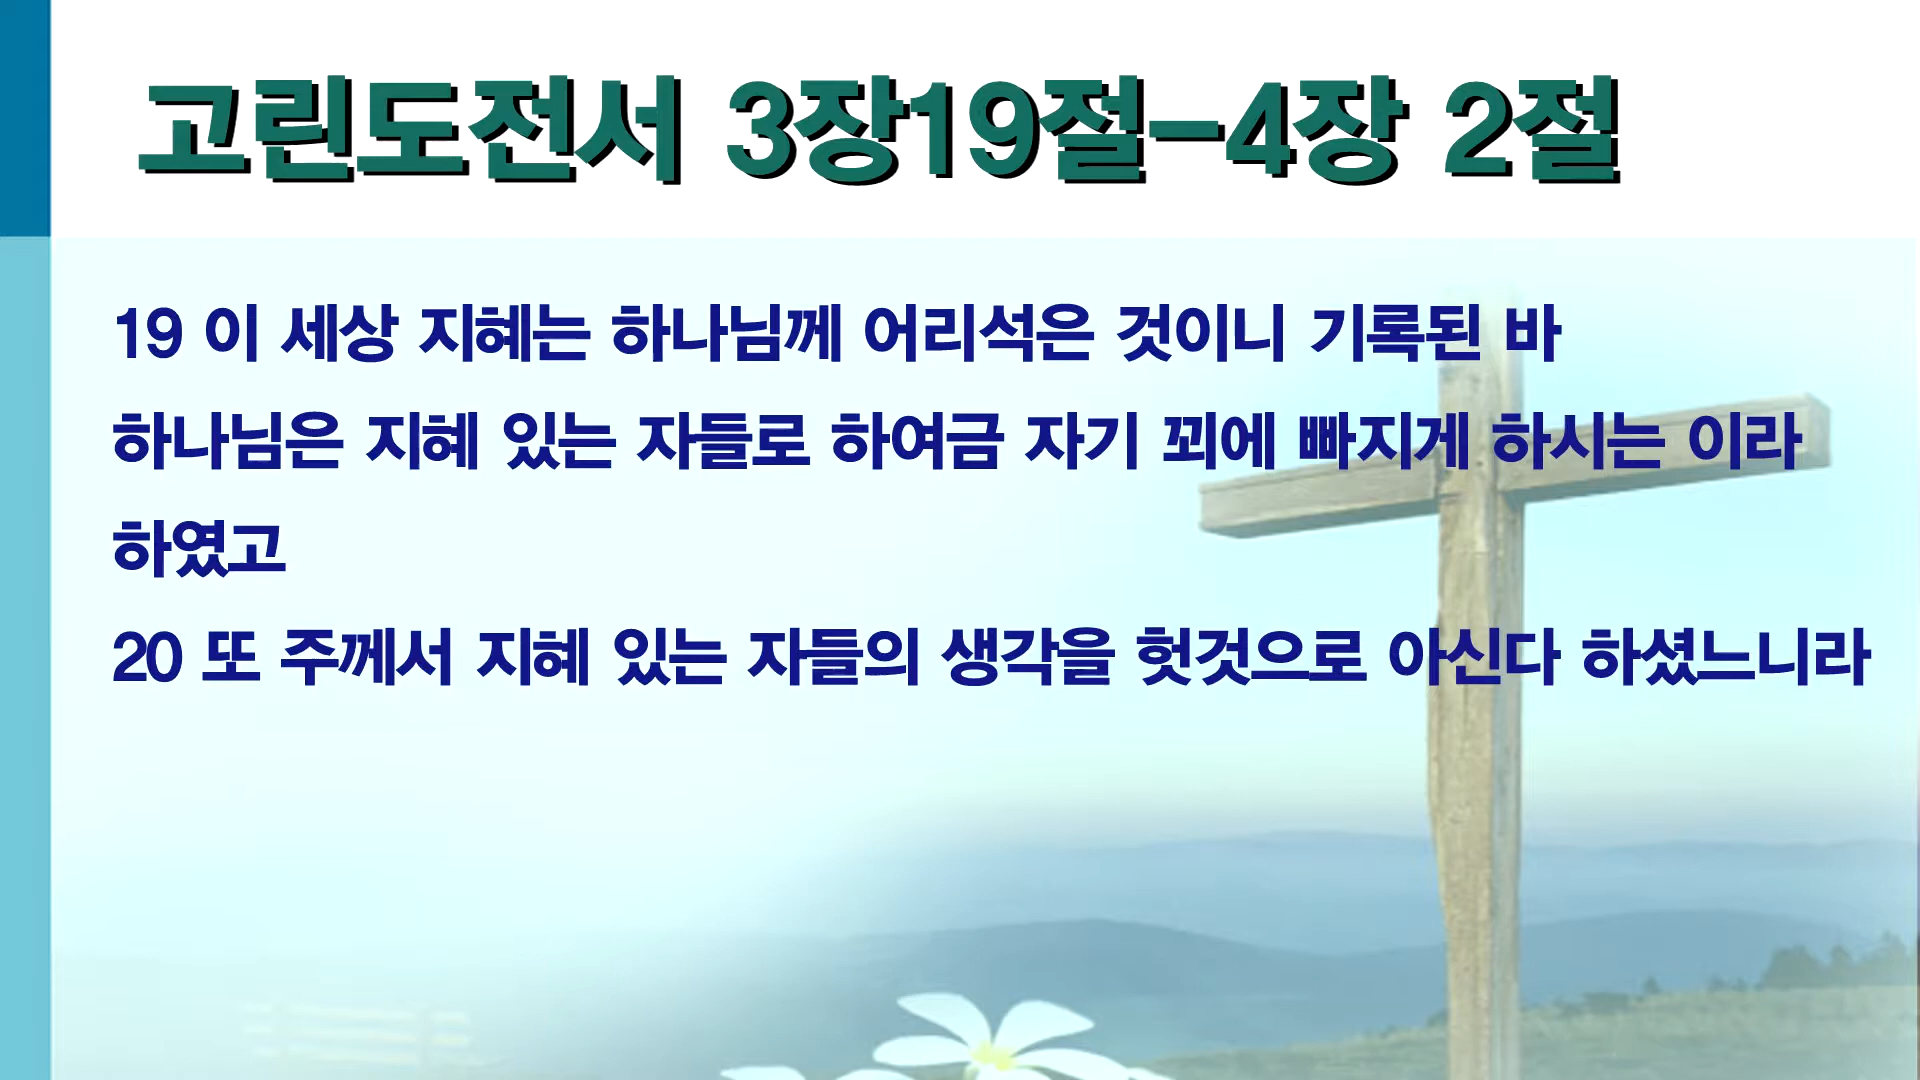 고린도전서 3장19절-4장 2절
19 이 세상 지혜는 하나님께 어리석은 것이니 기록된 바
하나님은 지혜 있는 자들로 하여금 자기 꾀에 빠지게 하시는 이라
하였고
20 또 주께서 지혜 있는 자들의 생각을 헛것으로 아신다 하셨느니라